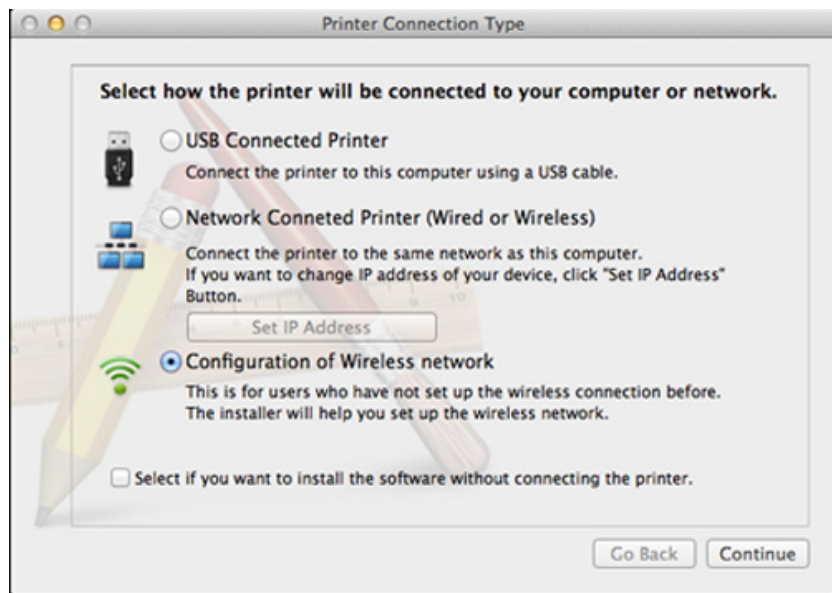 Printer Connection Type
Select how the printer will be connected to your computer or network.
USB Connected Printer
Connect the printer to this computer using a USB cable.
Network Conneted Printer (Wired or Wireless)
Connect the printer to the same network as this computer.
If you want to change IP address of your device, click "Set IP Address"
Button.
Set IP Address
Configuration of Wireless network
This is for users who have not set up the wireless connection before.
The installer will help you set up the wireless network.
Select if you want to install the software without connecting the printer.
Go Back
Continue